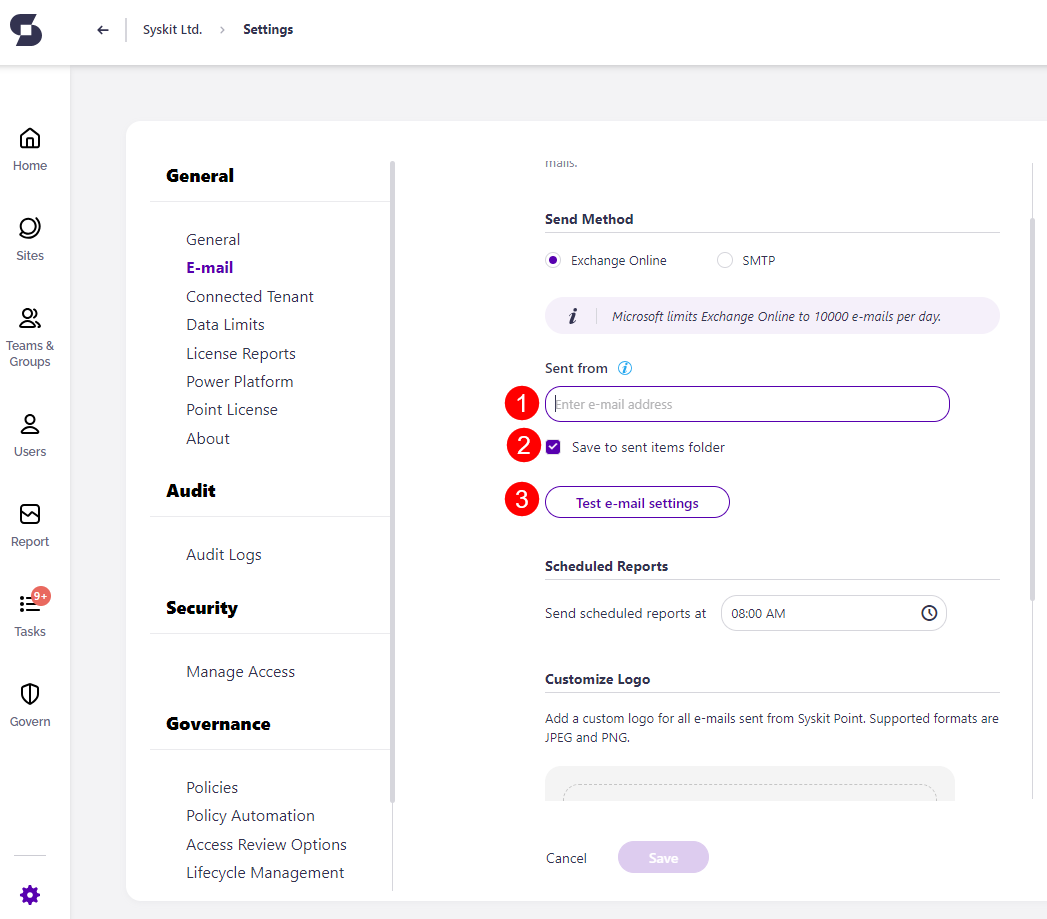 Syskit Ltd.
Settings
Home
Sites
Teams &
Groups
Users
Report
9+
Tasks
Govern
General
General
E-mail
Connected Tenant
Data Limits
License Reports
Power Platform
Point License
About
Audit
Audit Logs
Security
Manage Access
Governance
Policies
Policy Automation
Access Review Options
Lifecycle Management
mails.
Send Method
Exchange Online
SMTP
i Microsoft limits Exchange Online to 10000 e-mails per day.
Sent from i
1 Enter e-mail address
2 Save to sent items folder
3 Test e-mail settings
Scheduled Reports
Send scheduled reports at 08:00 AM
Customize Logo
Add a custom logo for all e-mails sent from Syskit Point. Supported formats are
JPEG and PNG.
Cancel
Save